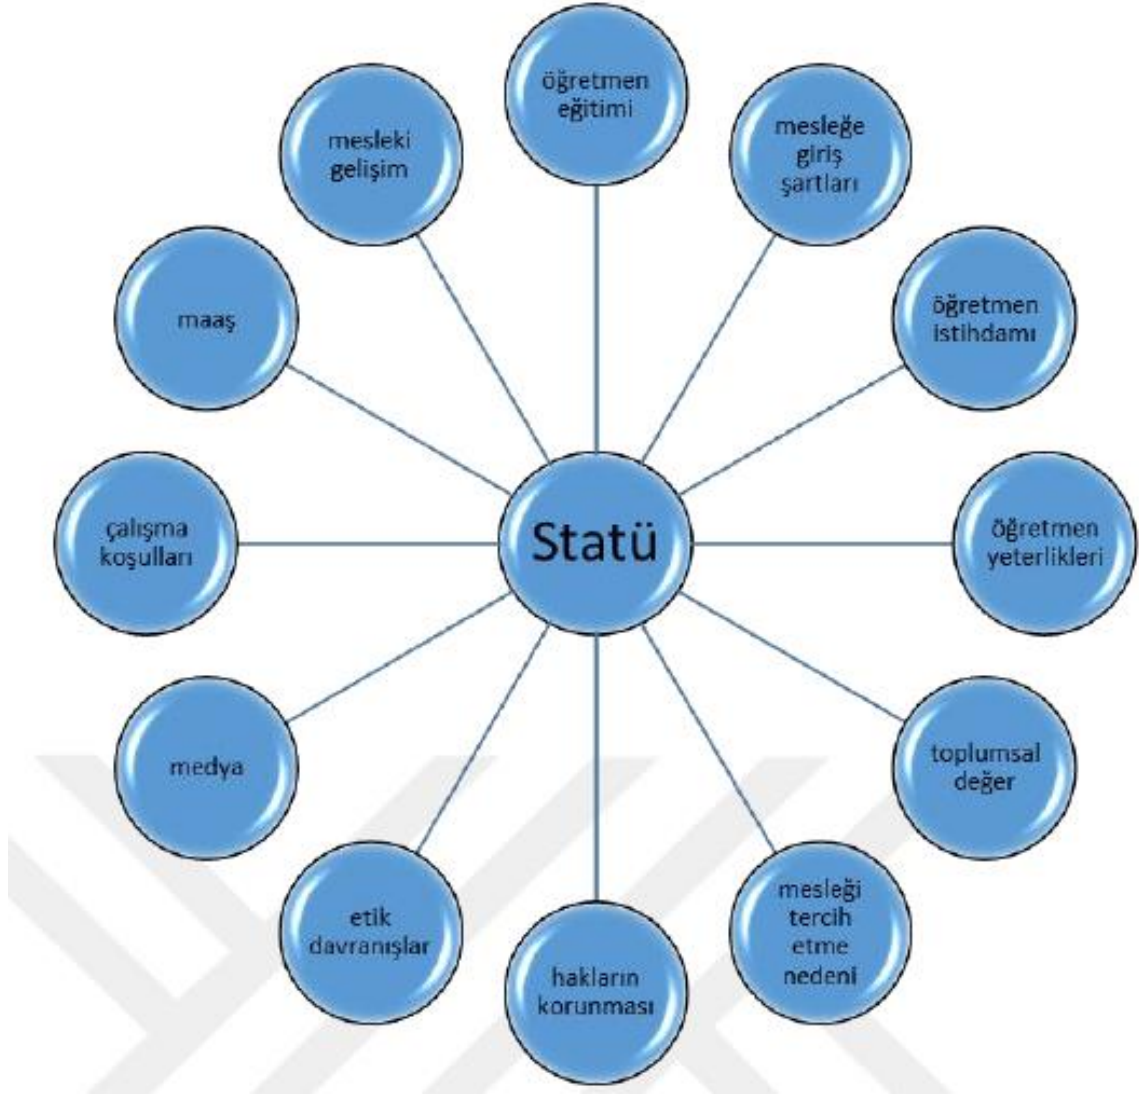 öğretmen
eğitimi
mesleğe
giriş
şartları
öğretmen
istihdamı
öğretmen
yeterlikleri
toplumsal
değer
mesleği
tercih
etme
nedeni
hakların
korunması
etik
davranışlar
medya
çalışma
koşulları
maaş
mesleki
gelişim
Statü